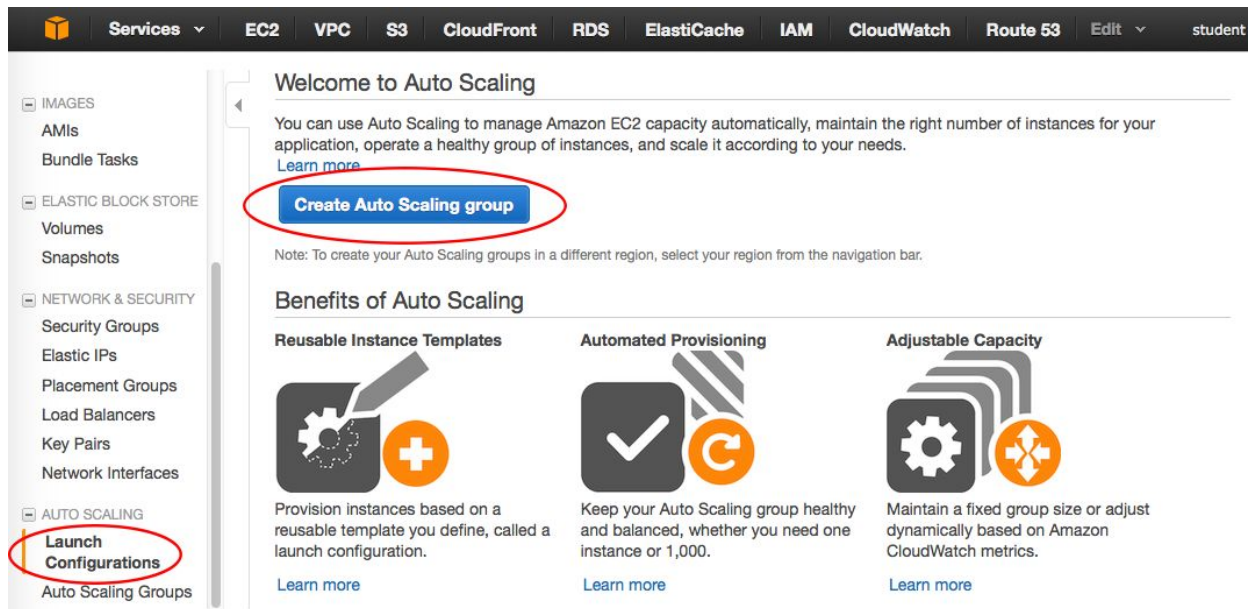 Services EC2 VPC S3 CloudFront RDS ElastiCache IAM CloudWatch Route 53 Edit student
IMAGES
AMIs
Bundle Tasks
ELASTIC BLOCK STORE
Volumes
Snapshots
NETWORK & SECURITY
Security Groups
Elastic IPs
Placement Groups
Load Balancers
Key Pairs
Network Interfaces
AUTO SCALING
Launch
Configurations
Auto Scaling Groups
Welcome to Auto Scaling
You can use Auto Scaling to manage Amazon EC2 capacity automatically, maintain the right number of instances for your
application, operate a healthy group of instances, and scale it according to your needs.
Learn more
Create Auto Scaling group
Note: To create your Auto Scaling groups in a different region, select your region from the navigation bar.
Benefits of Auto Scaling
Reusable Instance Templates
Provision instances based on a
reusable template you define, called a
launch configuration.
Learn more
Automated Provisioning
Keep your Auto Scaling group healthy
and balanced, whether you need one
instance or 1,000.
Learn more
Adjustable Capacity
Maintain a fixed group size or adjust
dynamically based on Amazon
CloudWatch metrics.
Learn more